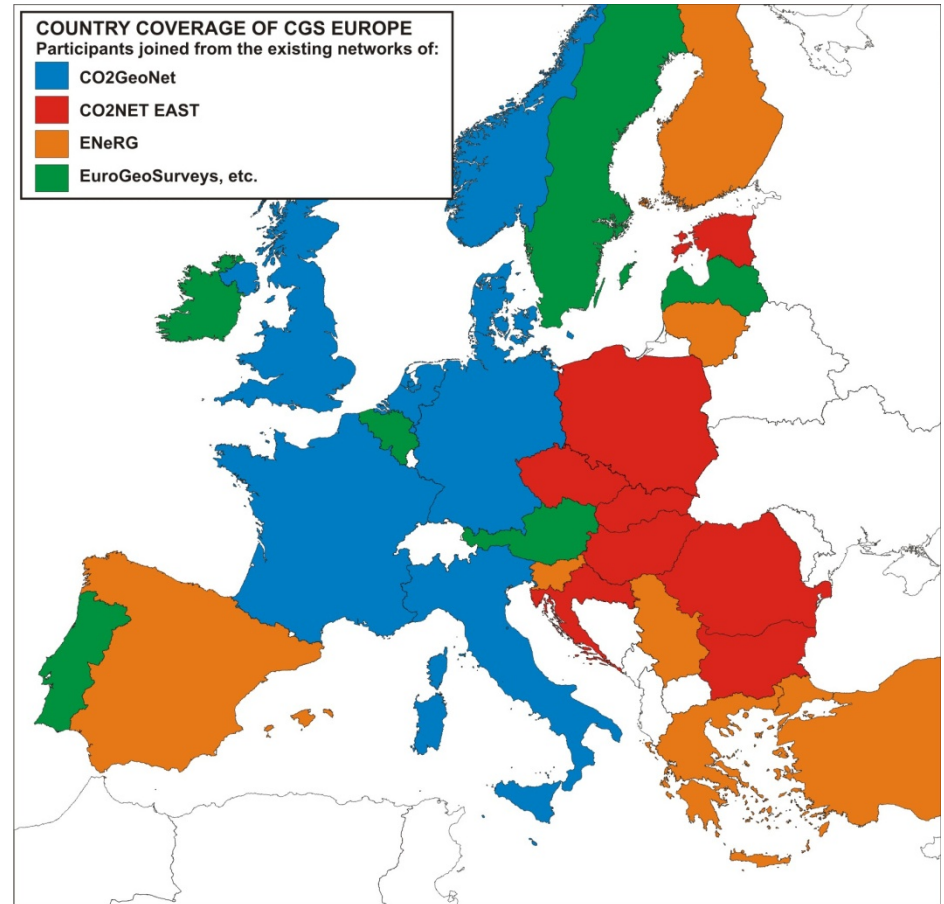 COUNTRY COVERAGE OF CGS EUROPE
Participants joined from the existing networks of:
CO2GeoNet
CO2NET EAST
ENeRG
EuroGeoSurveys, etc.